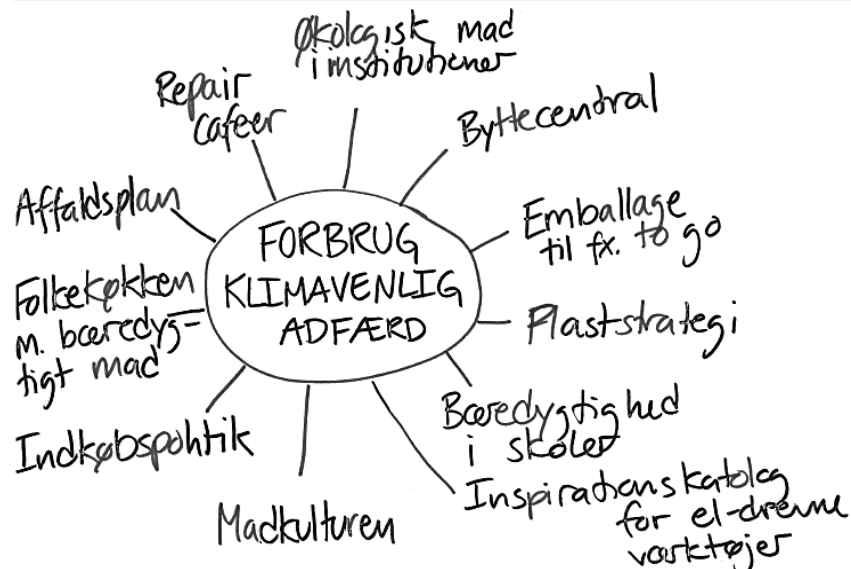 Økologisk mad
i institutioner
Repair
Cafeer
Byttecentral
Affaldsplan
Emballage
til fx. to go
FORBRUG
KLIMAVENLIG
ADFÆRD
Folkekøkken
m. bæredyg-
tigt mad
Plaststrategi
Bæredygtighed
i skoler
Indkøbspolitik
Inspirationskatolog
for el-drevne
værktøjer
Madkulturen